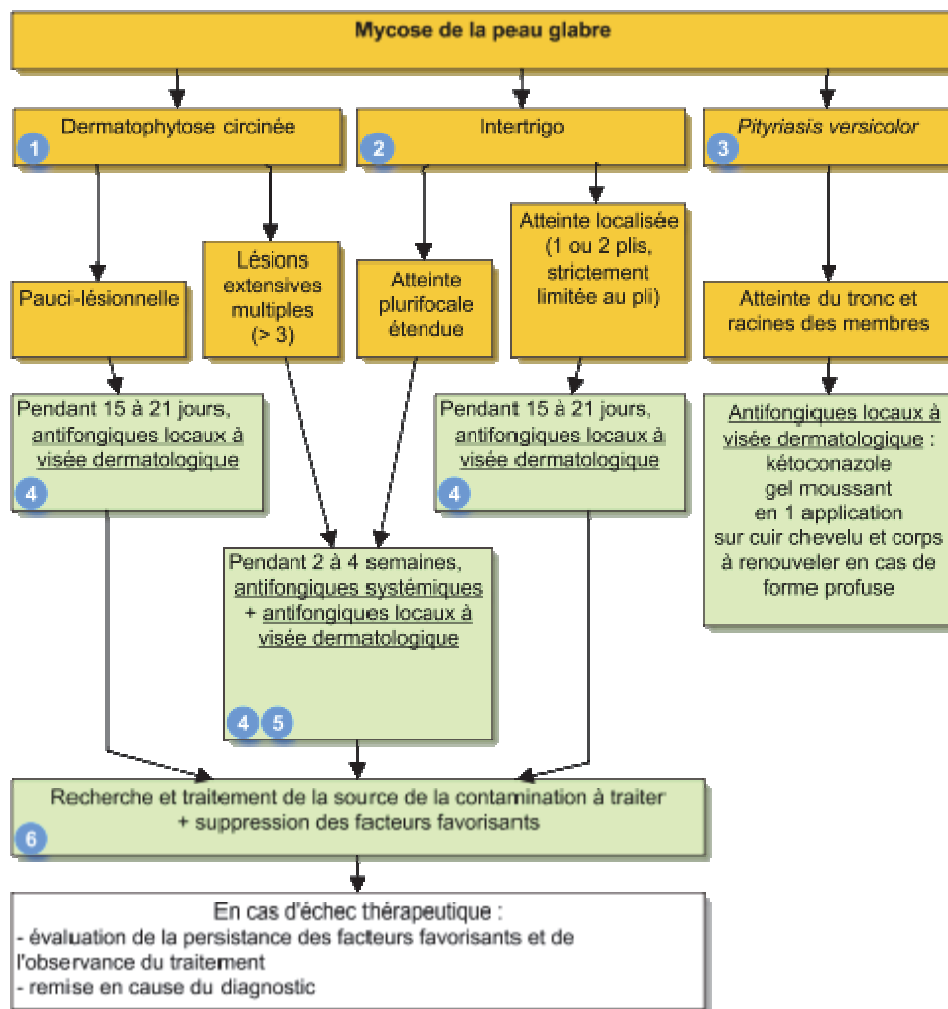 Mycose de la peau glabre
Dermatophytose circinée
1
Intertrigo
2
Pityriasis versicolor
3
Pauci-lésionnelle
Lésions
extensives
multiples
(> 3)
Atteinte
plurifocale
étendue
Atteinte localisée
(1 ou 2 plis,
strictement
limitée au pli)
Atteinte du tronc et
racines des membres
Pendant 15 à 21 jours,
antifongiques locaux à
visée dermatologique
4
Pendant 15 à 21 jours,
antifongiques locaux à
visée dermatologique
4
Antifongiques locaux à
visée dermatologique :
kétoconazole
gel moussant
en 1 application
sur cuir chevelu et corps
à renouveler en cas de
forme profuse
Pendant 2 à 4 semaines,
antifongiques systémiques
+ antifongiques locaux à
visée dermatologique
4 5
Recherche et traitement de la source de la contamination à traiter
+ suppression des facteurs favorisants
6
En cas d'échec thérapeutique :
- évaluation de la persistance des facteurs favorisants et de
l'observance du traitement
- remise en cause du diagnostic